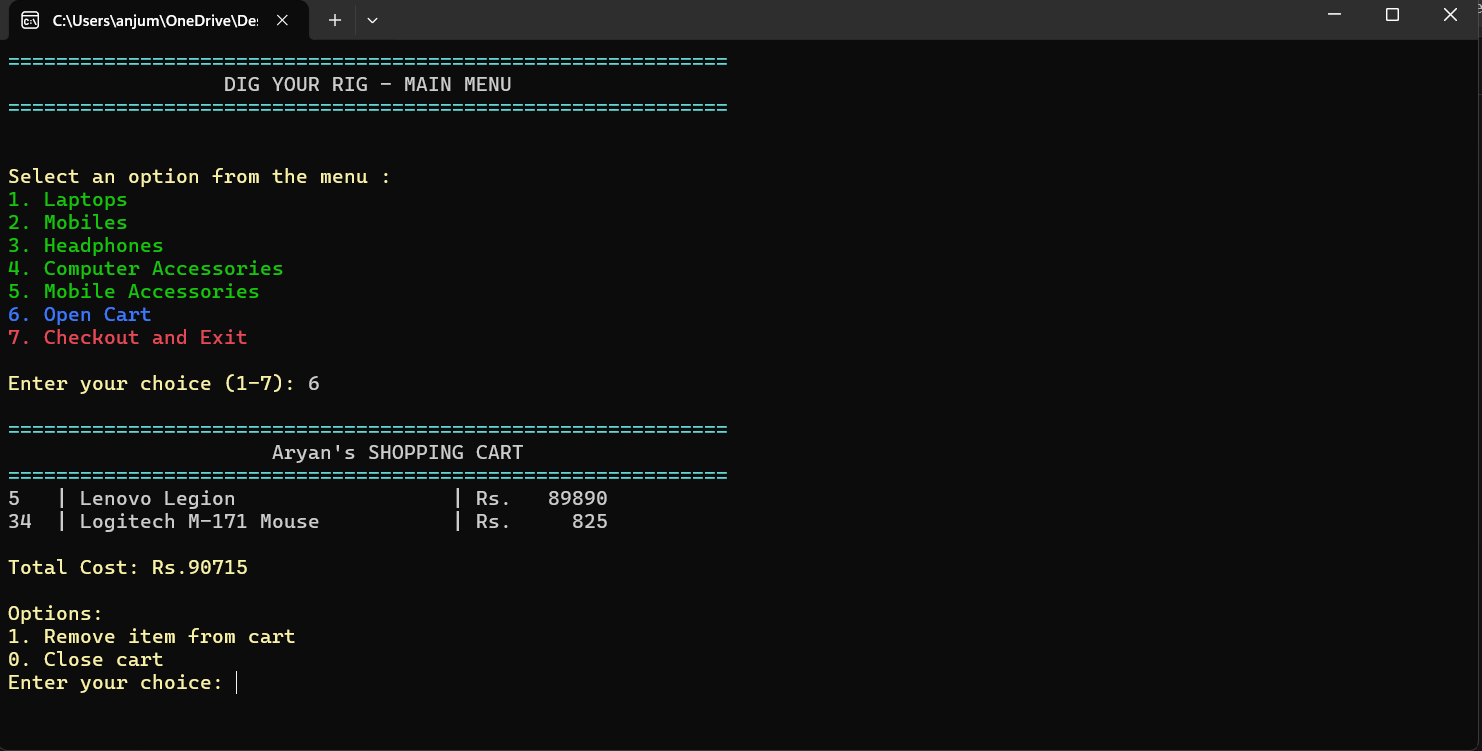 C:\Users\anjum\OneDrive\De
============================================================
DIG YOUR RIG - MAIN MENU
============================================================
Select an option from the menu :
1. Laptops
2. Mobiles
3. Headphones
4. Computer Accessories
5. Mobile Accessories
6. Open Cart
7. Checkout and Exit
Enter your choice (1-7): 6
============================================================
Aryan's SHOPPING CART
============================================================
5   | Lenovo Legion                  | Rs.   89890
34  | Logitech M-171 Mouse           | Rs.     825
Total Cost: Rs.90715
Options:
1. Remove item from cart
0. Close cart
Enter your choice: